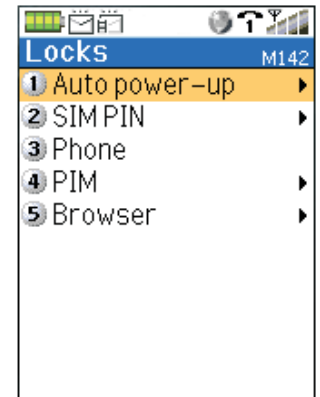 Locks
M142
1 Auto power-up
2 SIM PIN
3 Phone
4 PIM
5 Browser